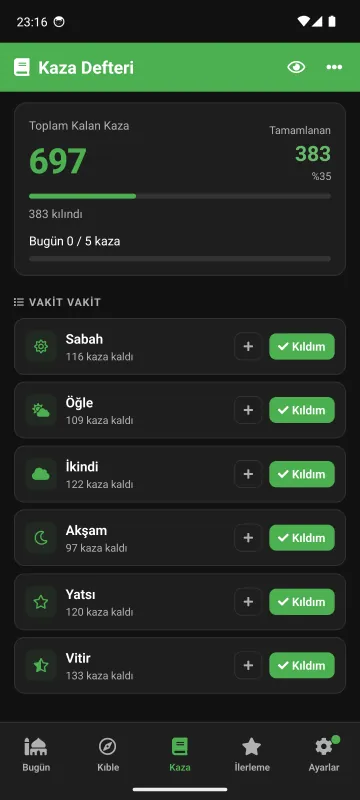 23:16
Kaza Defteri
Toplam Kalan Kaza
Tamamlanan
697
383
%35
383 kılındı
Bugün 0 / 5 kaza
VAKİT VAKİT
Sabah
116 kaza kaldı
+ Kıldım
Öğle
109 kaza kaldı
+ Kıldım
İkindi
122 kaza kaldı
+ Kıldım
Akşam
97 kaza kaldı
+ Kıldım
Yatsı
120 kaza kaldı
+ Kıldım
Vitir
133 kaza kaldı
+ Kıldım
Bugün Kıble Kaza İlerleme Ayarlar